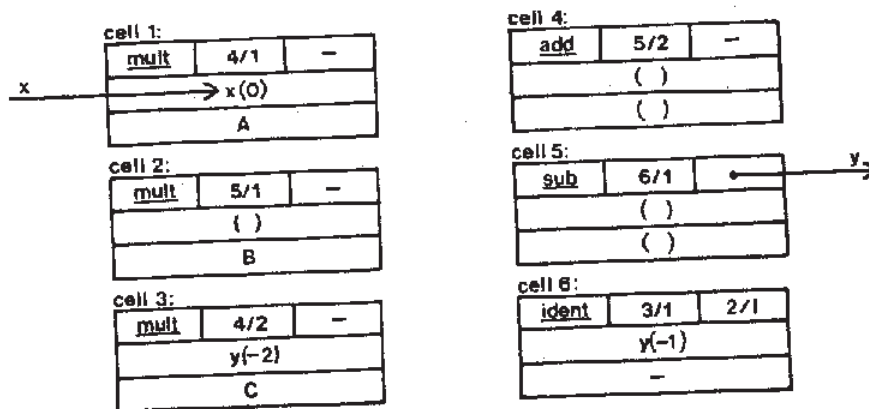 cell 1:
mult 4/1 –
x
x(0)
A
cell 2:
mult 5/1 –
( )
B
cell 3:
mult 4/2 –
y(-2)
C
cell 4:
add 5/2 –
( )
( )
cell 5:
sub 6/1
y
( )
( )
cell 6:
ident 3/1 2/1
y(-1)
–